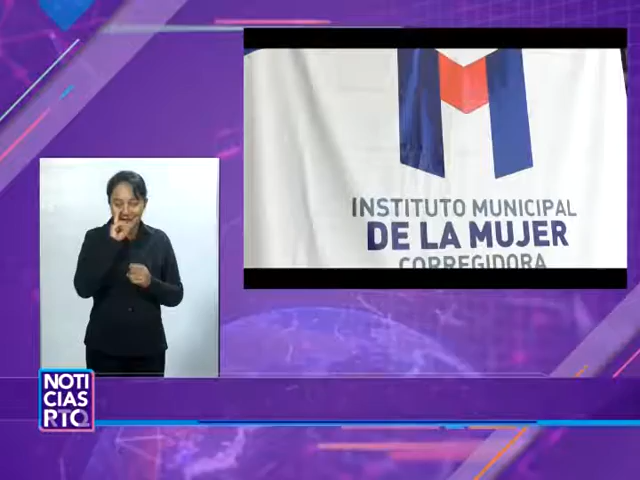 INSTITUTO MUNICIPAL
DE LA MUJER
CORREGIDORA
NOTI
CIAS
RTQ